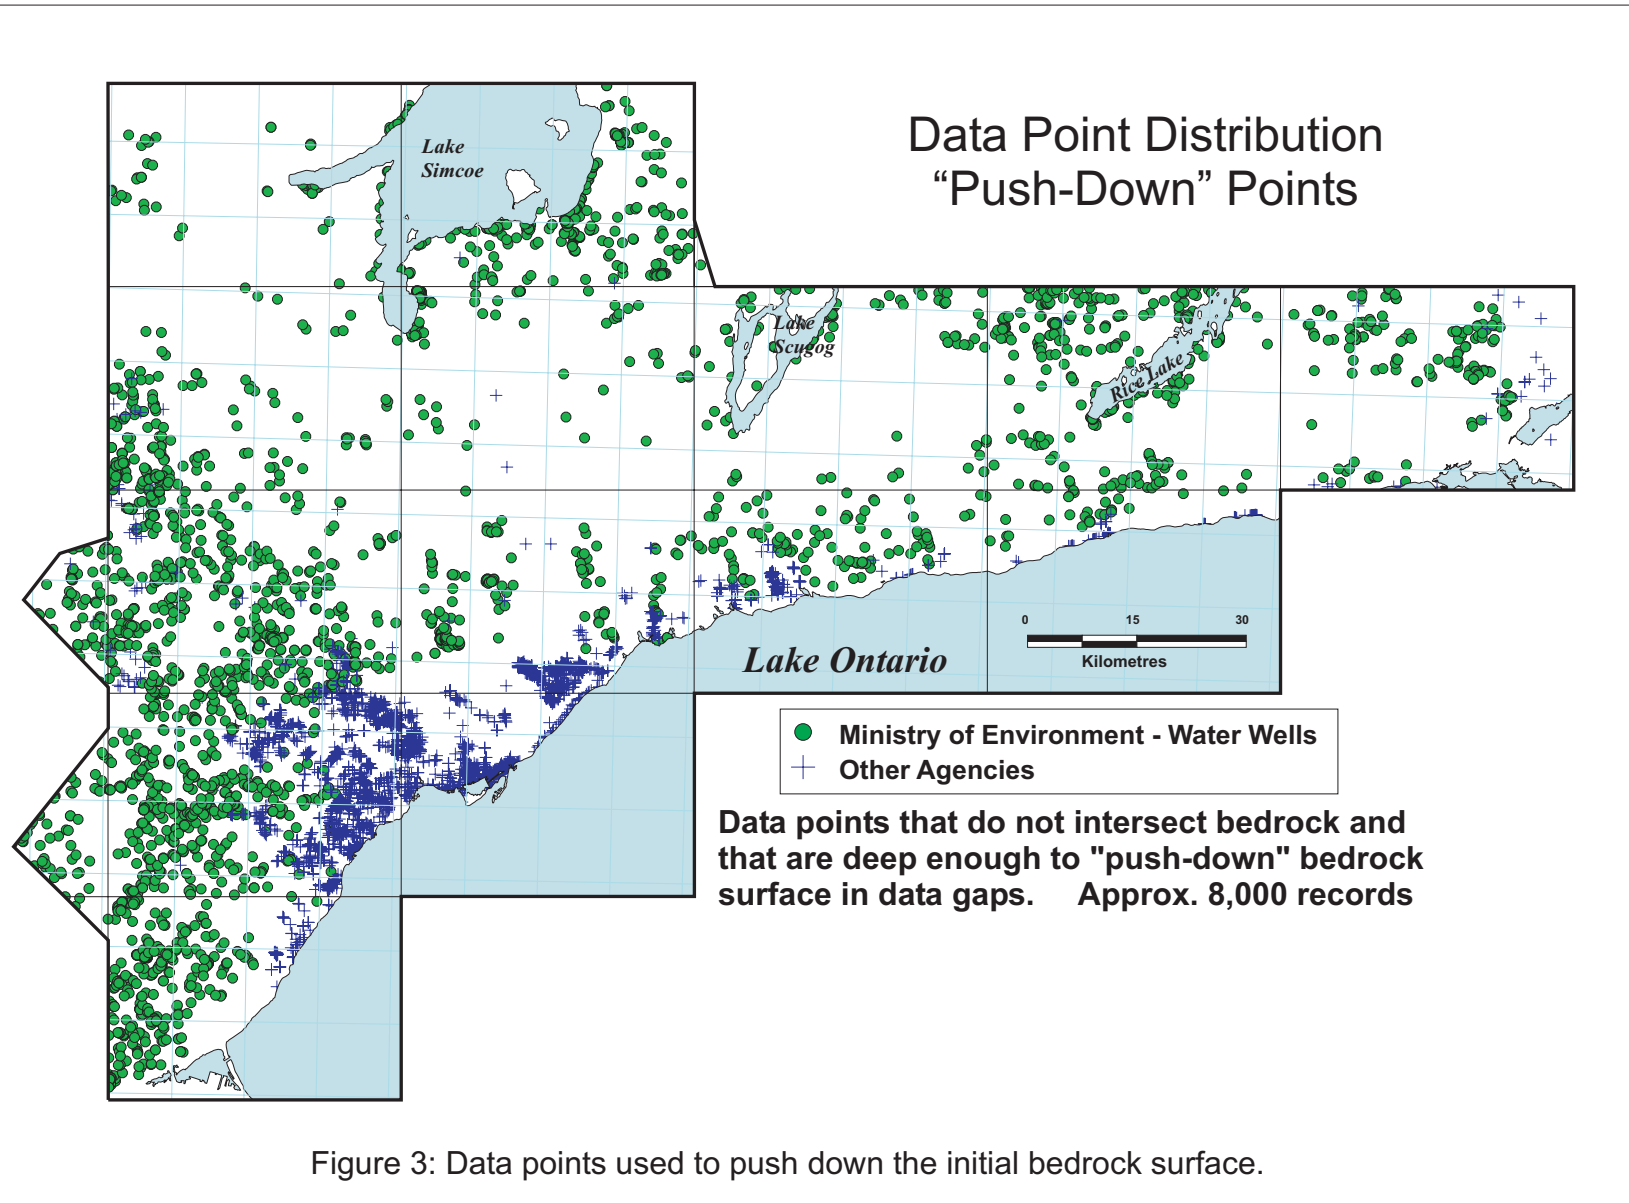 Data Point Distribution
“Push-Down” Points
Lake
Simcoe
Lake
Scugog
Rice Lake
0 15 30
Kilometres
Lake Ontario
Ministry of Environment - Water Wells
Other Agencies
Data points that do not intersect bedrock and
that are deep enough to "push-down" bedrock
surface in data gaps. Approx. 8,000 records
Figure 3: Data points used to push down the initial bedrock surface.